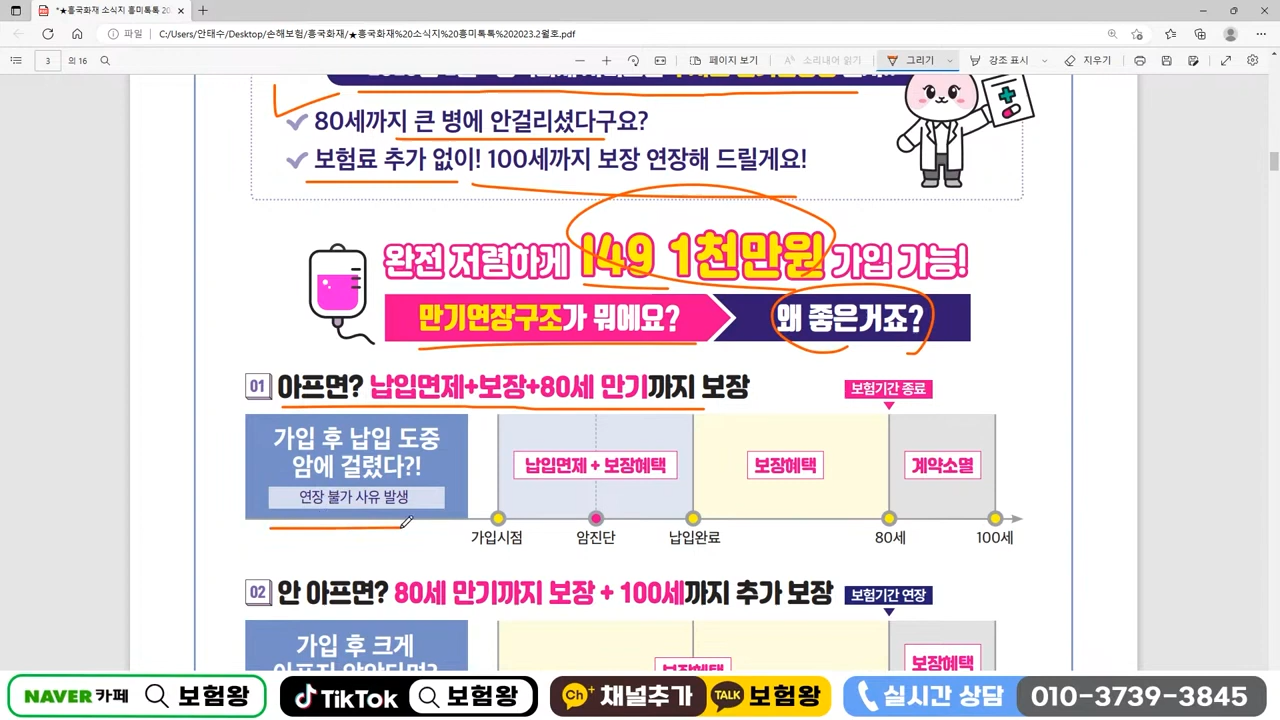 *★흥국화재 소식지 흥미톡톡 20
파일
C:/Users/안태수/Desktop/손해보험/흥국화재/★흥국화재%20소식지%20흥미톡톡%202023.2월호.pdf
3 의 16
페이지 보기
소리내어 읽기
그리기
강조 표시
지우기
80세까지 큰 병에 안걸리셨다구요?
보험료 추가 없이! 100세까지 보장 연장해 드릴게요!
완전 저렴하게 149 1천만원 가입 가능!
만기연장구조가 뭐에요?
왜 좋은거죠?
01 아프면? 납입면제+보장+80세 만기까지 보장
보험기간 종료
가입 후 납입 도중
암에 걸렸다?!
연장 불가 사유 발생
납입면제 + 보장혜택
보장혜택
계약소멸
가입시점
암진단
납입완료
80세
100세
02 안 아프면? 80세 만기까지 보장 + 100세까지 추가 보장
보험기간 연장
가입 후 크게
아프지 않았다면?
보장혜택
보장혜택
NAVER 카페 보험왕
TikTok 보험왕
Ch+ 채널추가 TALK 보험왕
실시간 상담 010-3739-3845